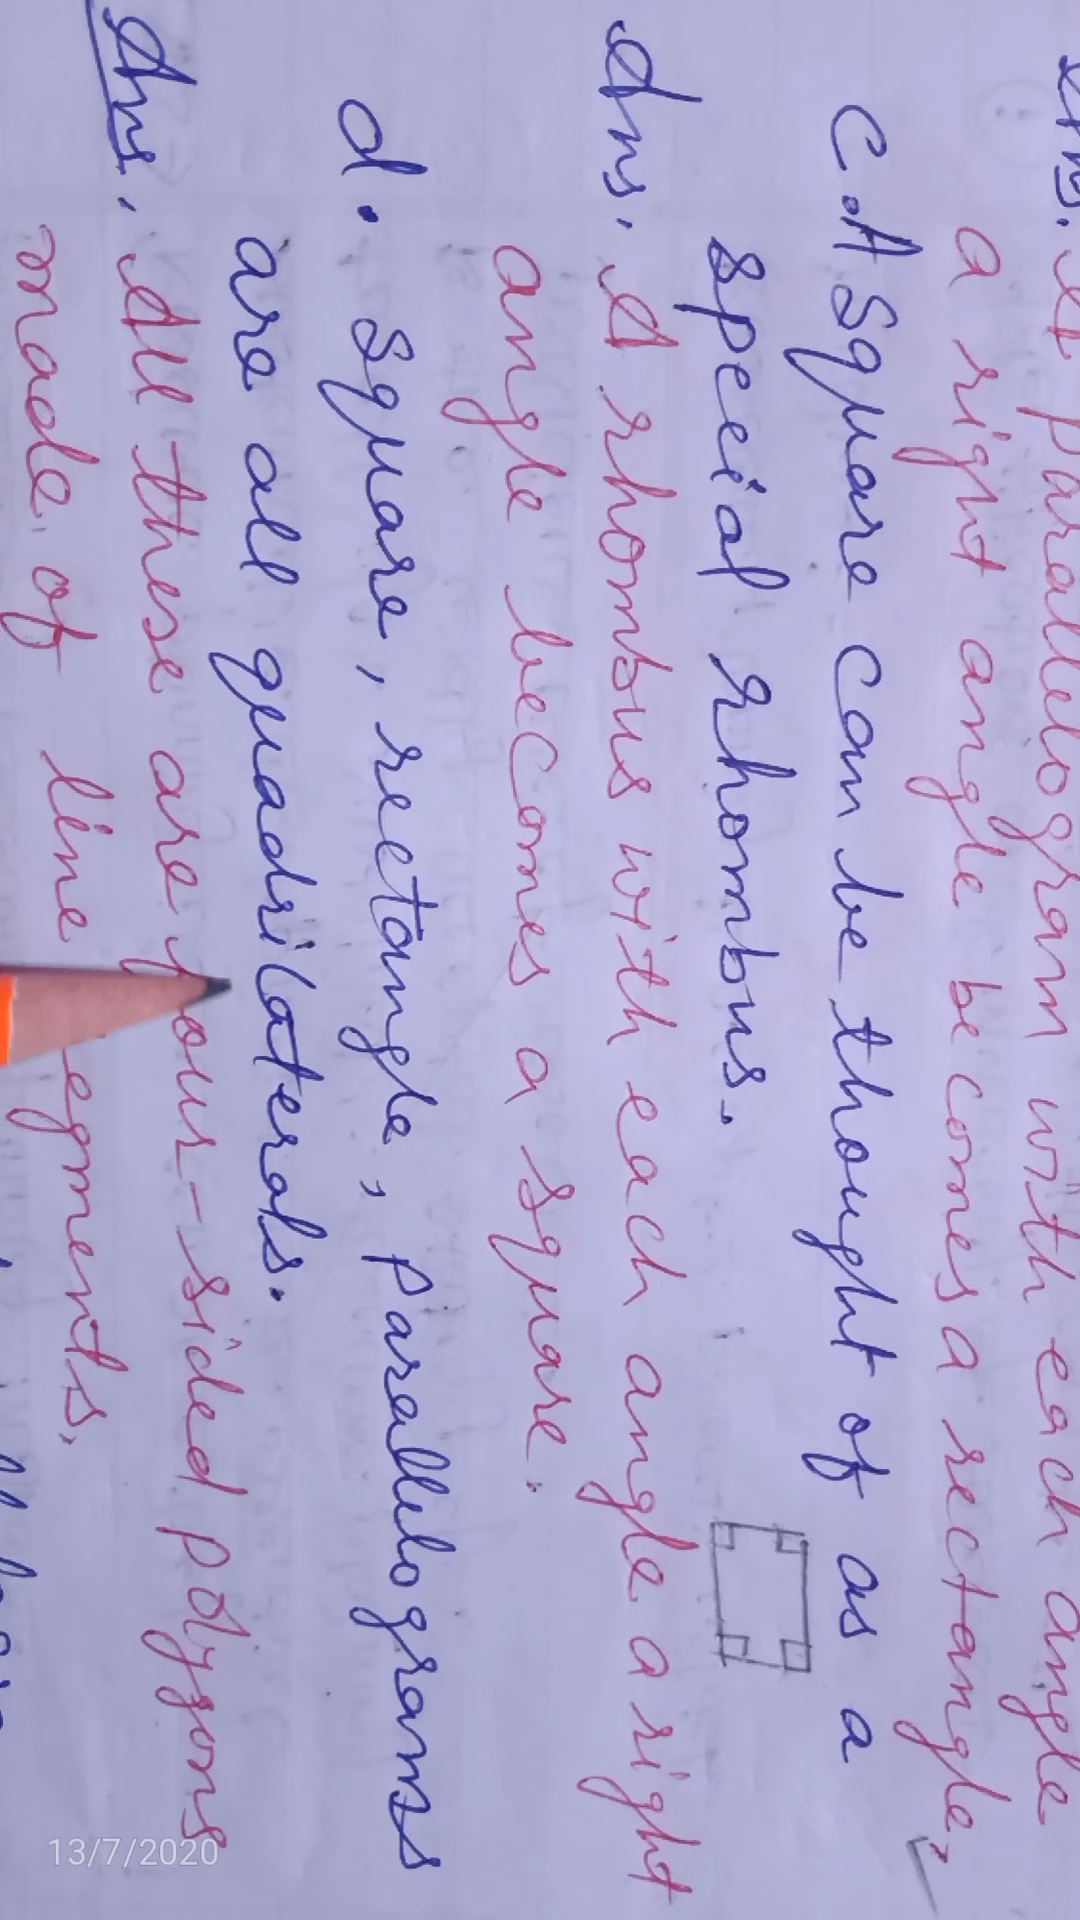 Ans. A parallelogram with each angle
a right angle becomes a rectangle.
c. A Square can be thought of as a
special rhombus.
Ans. A rhombus with each angle a right
angle becomes a square.
d. Square, rectangle, parallelograms
are all quadrilaterals.
Ans. All these are four-sided polygons
made of line egments.
13/7/2020